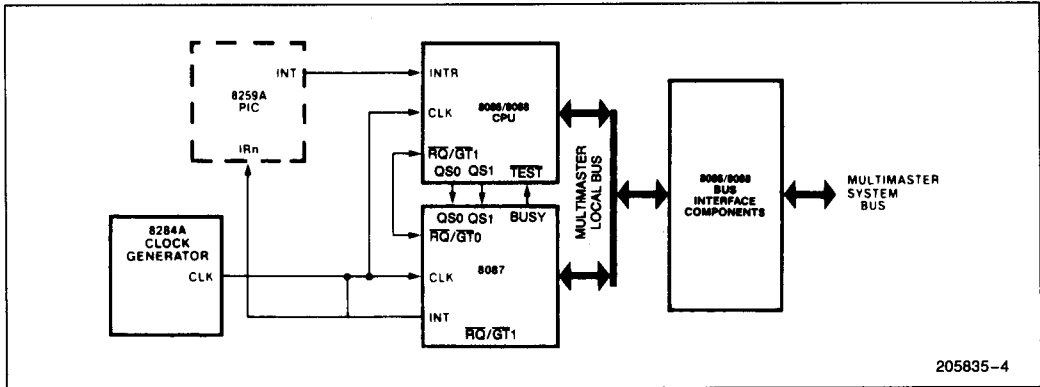 8259A
PIC
INT
IRn
8284A
CLOCK
GENERATOR
CLK
INTR
8086/8088
CPU
CLK
RQ/GT1
QS0 QS1 TEST
QS0 QS1 BUSY
RQ/GT0
8087
CLK
INT
RQ/GT1
MULTIMASTER
LOCAL BUS
8086/8088
BUS
INTERFACE
COMPONENTS
MULTIMASTER
SYSTEM
BUS
205835-4